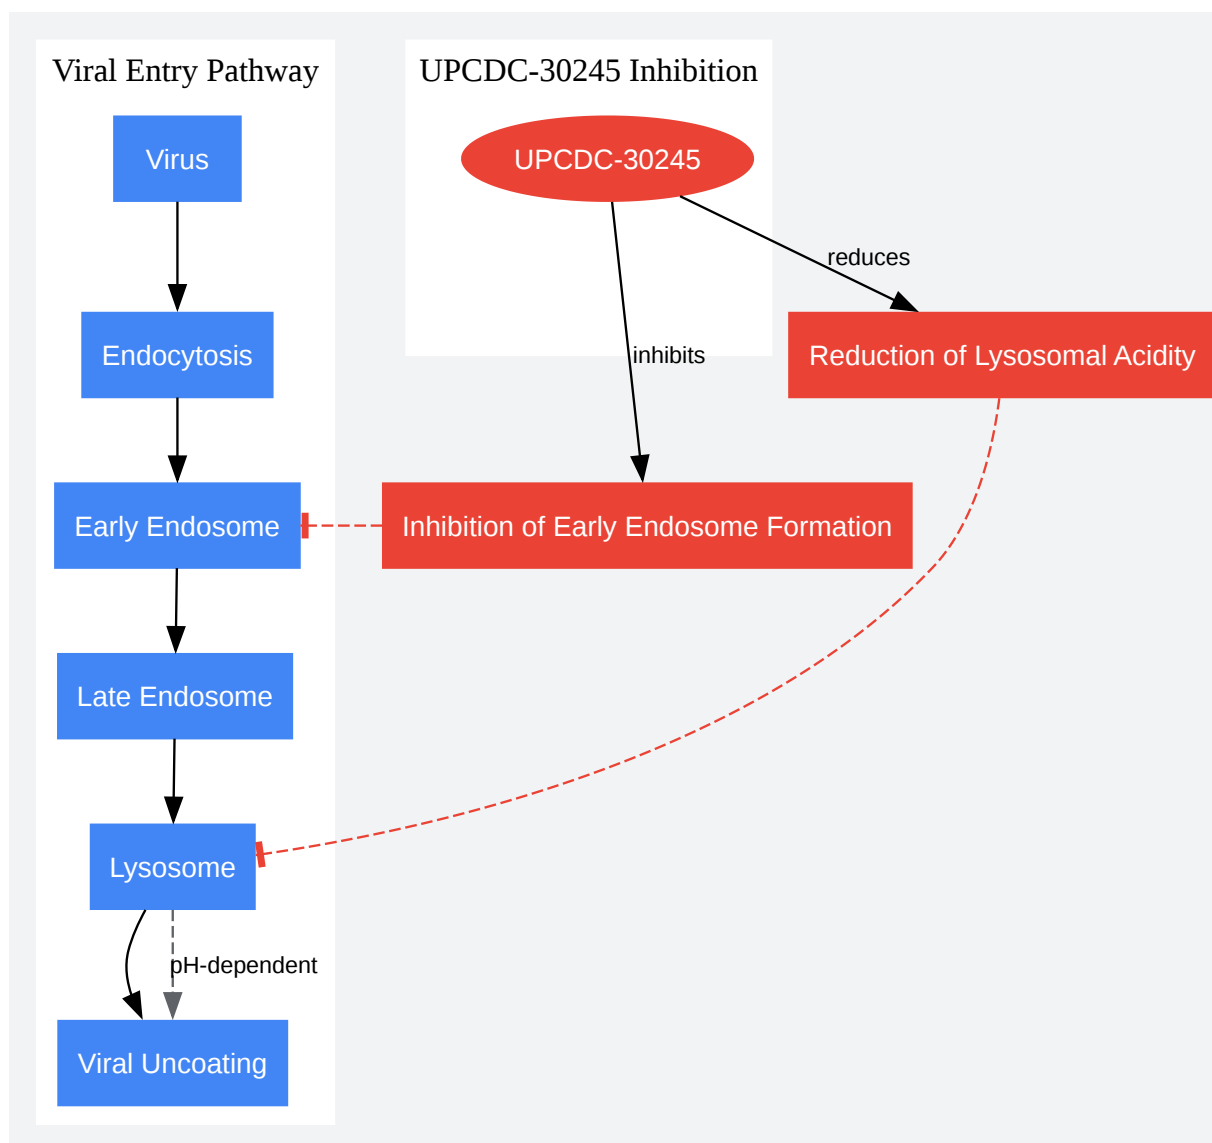 Viral Entry Pathway
Virus
Endocytosis
Early Endosome
Late Endosome
Lysosome
pH-dependent
Viral Uncoating
UPCDC-30245 Inhibition
UPCDC-30245
reduces
inhibits
Reduction of Lysosomal Acidity
Inhibition of Early Endosome Formation